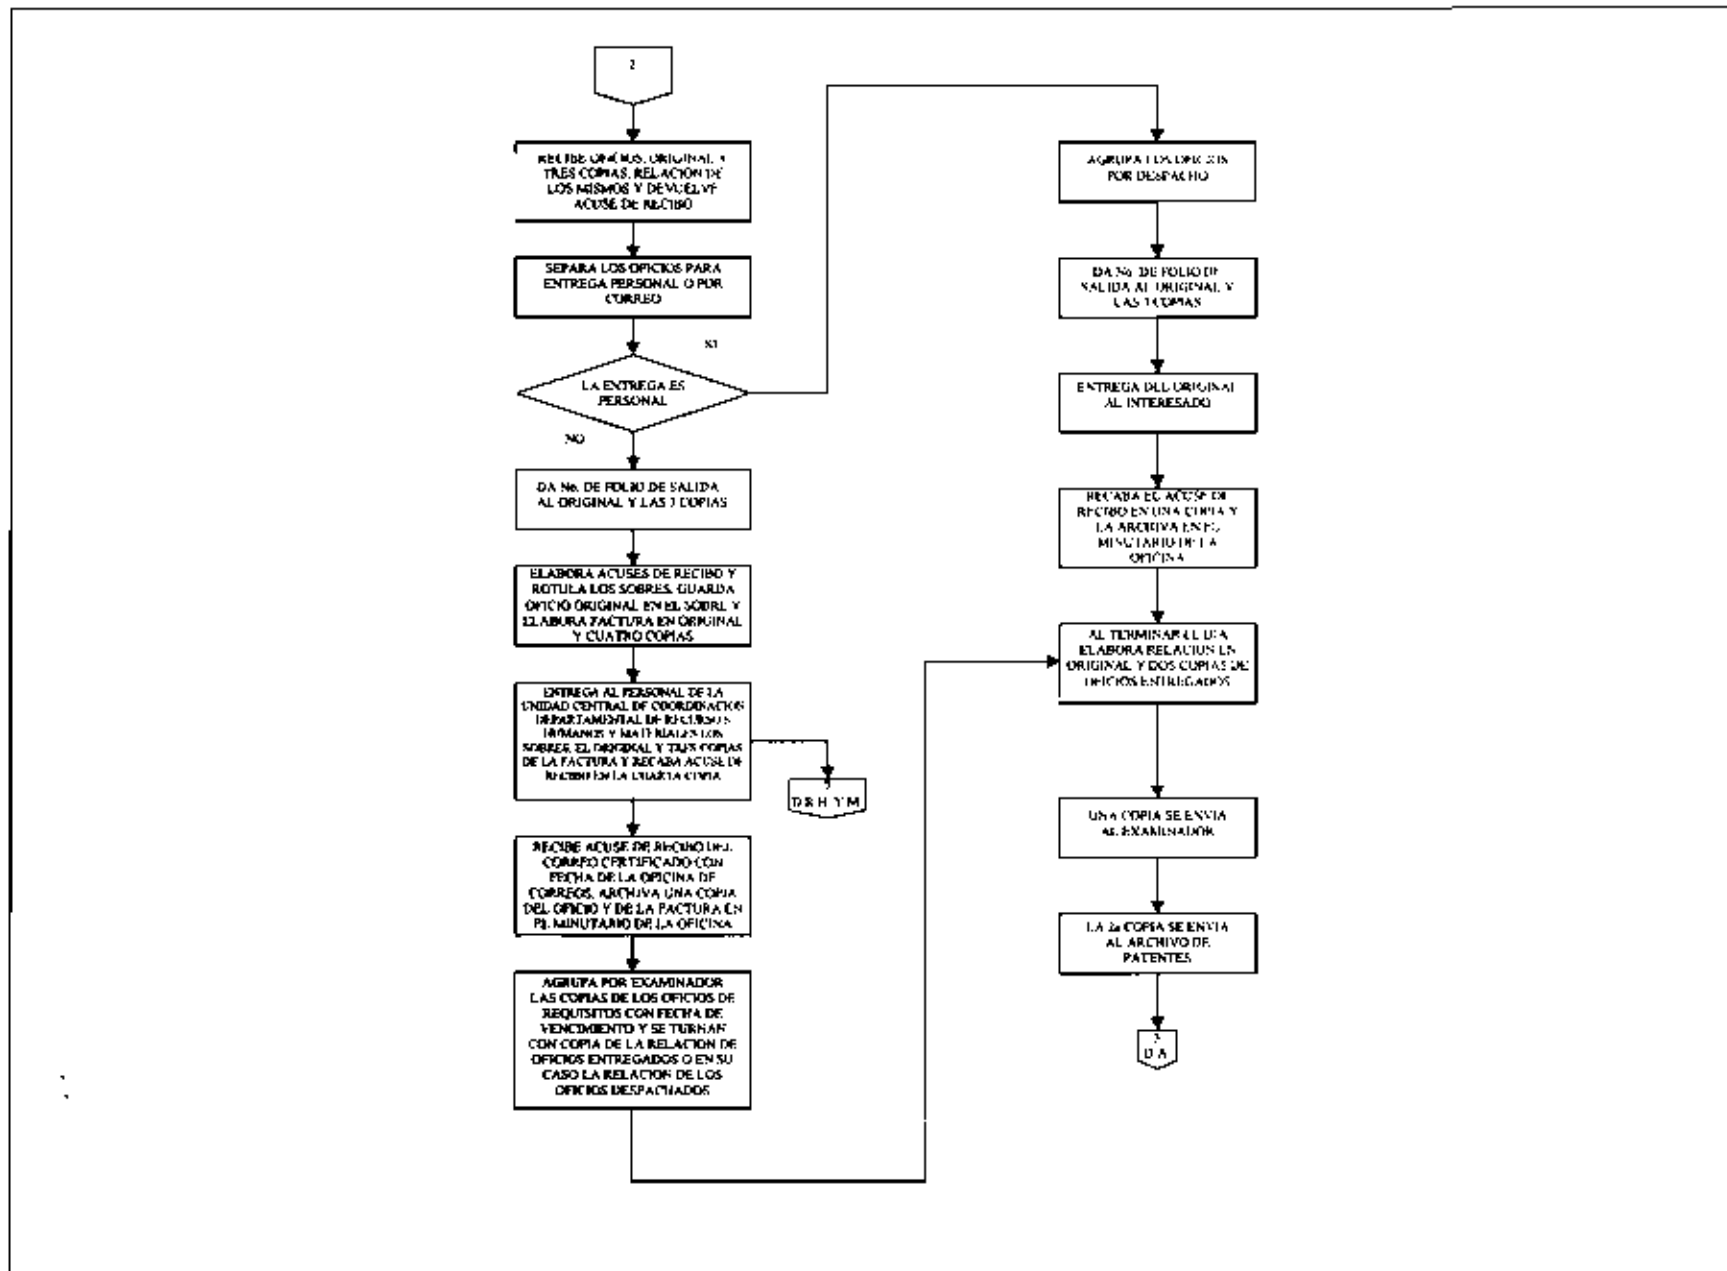 2
RECIBE OFICIOS, ORIGINAL Y
TRES COPIAS, RELACION DE
LOS MISMOS Y DEVUELVE
ACUSE DE RECIBO
SEPARA LOS OFICIOS PARA
ENTREGA PERSONAL O POR
CORREO
SI
LA ENTREGA ES
PERSONAL
NO
DA No. DE FOLIO DE SALIDA
AL ORIGINAL Y LAS 3 COPIAS
ELABORA ACUSES DE RECIBO Y
ROTULA LOS SOBRES, GUARDA
OFICIO ORIGINAL EN EL SOBRE Y
ELABORA FACTURA EN ORIGINAL
Y CUATRO COPIAS
ENTREGA AL PERSONAL DE LA
UNIDAD CENTRAL DE COORDINACION
DEPARTAMENTAL DE RECURSOS
HUMANOS Y MATERIALES LOS
SOBRES, EL ORIGINAL Y TRES COPIAS
DE LA FACTURA Y RECABA ACUSE DE
RECIBO EN LA CUARTA COPIA
D R H Y M
RECIBE ACUSE DE RECIBO DEL
CORREO CERTIFICADO CON
FECHA DE LA OFICINA DE
CORREOS, ARCHIVA UNA COPIA
DEL OFICIO Y DE LA FACTURA EN
EL MINUTARIO DE LA OFICINA
AGRUPA POR EXAMINADOR
LAS COPIAS DE LOS OFICIOS DE
REQUISITOS CON FECHA DE
VENCIMIENTO Y SE TURNAN
CON COPIA DE LA RELACION DE
OFICIOS ENTREGADOS O EN SU
CASO LA RELACION DE LOS
OFICIOS DESPACHADOS
AGRUPA LOS OFICIOS
POR DESPACHO
DA No. DE FOLIO DE
SALIDA AL ORIGINAL Y
LAS 3 COPIAS
ENTREGA DEL ORIGINAL
AL INTERESADO
RECABA EL ACUSE DE
RECIBO EN UNA COPIA Y
LA ARCHIVA EN EL
MINUTARIO DE LA
OFICINA
AL TERMINAR EL DIA
ELABORA RELACION EN
ORIGINAL Y DOS COPIAS DE
OFICIOS ENTREGADOS
UNA COPIA SE ENVIA
AL EXAMINADOR
LA 2a COPIA SE ENVIA
AL ARCHIVO DE
PATENTES
D A